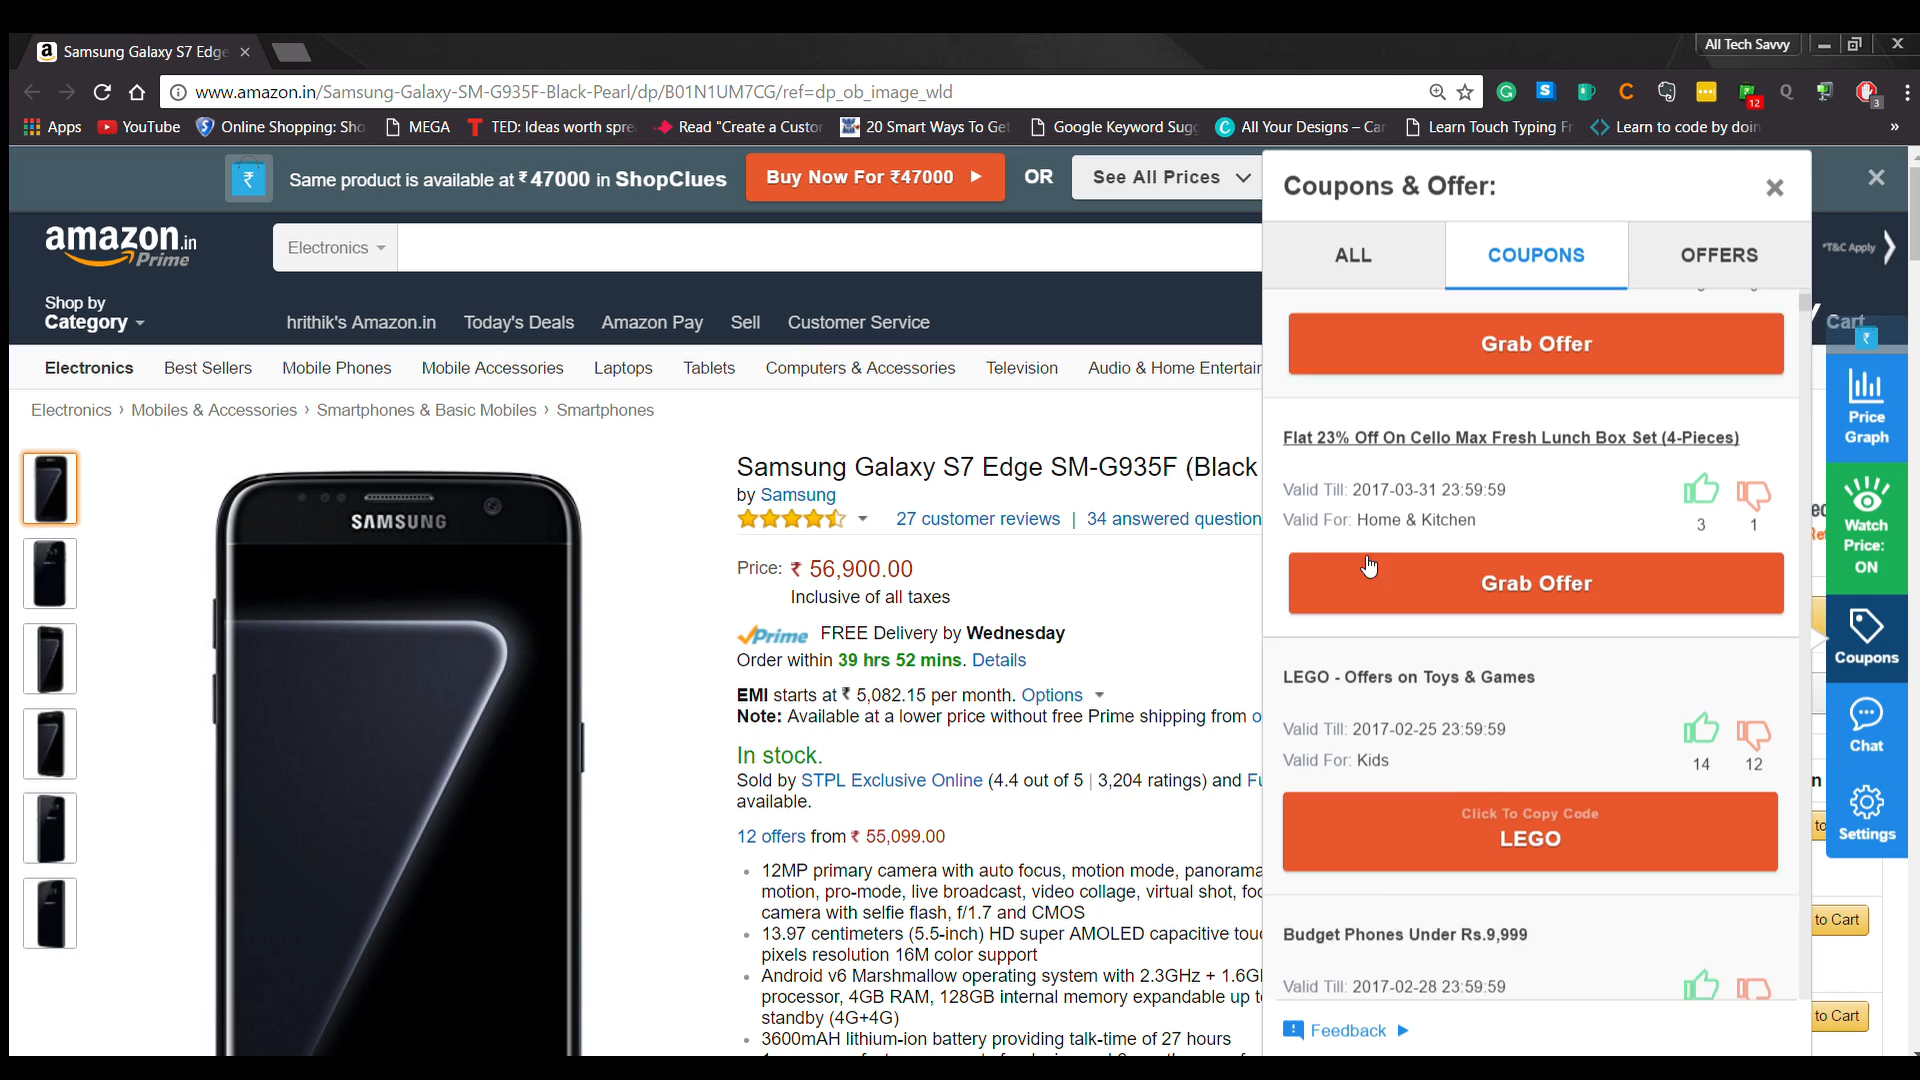 Samsung Galaxy S7 Edge
All Tech Savvy
www.amazon.in/Samsung-Galaxy-SM-G935F-Black-Pearl/dp/B01N1UM7CG/ref=dp_ob_image_wld
12
3
Apps YouTube Online Shopping: Sho MEGA TED: Ideas worth spre Read "Create a Custor 20 Smart Ways To Get Google Keyword Sugg All Your Designs – Car Learn Touch Typing Fr Learn to code by doin »
Same product is available at ₹ 47000 in ShopClues
Buy Now For ₹47000
OR
See All Prices
amazon.in
Prime
Electronics
*T&C Apply
Shop by
Category
hrithik's Amazon.in Today's Deals Amazon Pay Sell Customer Service
Cart
Electronics Best Sellers Mobile Phones Mobile Accessories Laptops Tablets Computers & Accessories Television Audio & Home Entertain
Electronics › Mobiles & Accessories › Smartphones & Basic Mobiles › Smartphones
SAMSUNG
Samsung Galaxy S7 Edge SM-G935F (Black
by Samsung
27 customer reviews | 34 answered question
Price: ₹ 56,900.00
Inclusive of all taxes
Prime FREE Delivery by Wednesday
Order within 39 hrs 52 mins. Details
EMI starts at ₹ 5,082.15 per month. Options
Note: Available at a lower price without free Prime shipping from o
In stock.
Sold by STPL Exclusive Online (4.4 out of 5 | 3,204 ratings) and Fu
available.
12 offers from ₹ 55,099.00
• 12MP primary camera with auto focus, motion mode, panorama
motion, pro-mode, live broadcast, video collage, virtual shot, foo
camera with selfie flash, f/1.7 and CMOS
• 13.97 centimeters (5.5-inch) HD super AMOLED capacitive touc
pixels resolution 16M color support
• Android v6 Marshmallow operating system with 2.3GHz + 1.6GI
processor, 4GB RAM, 128GB internal memory expandable up t
standby (4G+4G)
• 3600mAH lithium-ion battery providing talk-time of 27 hours
Coupons & Offer:
ALL COUPONS OFFERS
Grab Offer
Flat 23% Off On Cello Max Fresh Lunch Box Set (4-Pieces)
Valid Till: 2017-03-31 23:59:59
Valid For: Home & Kitchen
3 1
Grab Offer
LEGO - Offers on Toys & Games
Valid Till: 2017-02-25 23:59:59
Valid For: Kids
14 12
Click To Copy Code
LEGO
Budget Phones Under Rs.9,999
Valid Till: 2017-02-28 23:59:59
Feedback
₹
Price
Graph
Watch
Price:
ON
Coupons
Chat
Settings
to Cart
to Cart